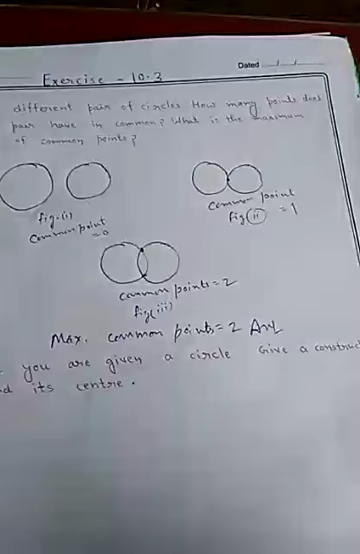 Dated
Exercise - 10.3
different pair of circles How many points does
pair have in common? What is the maximum
of common points?
fig.(i)
Common point
=0
common point
fig(ii) =1
common points=2
fig(iii)
Max. common points=2 Ans
you are given a circle Give a construc
its centre.